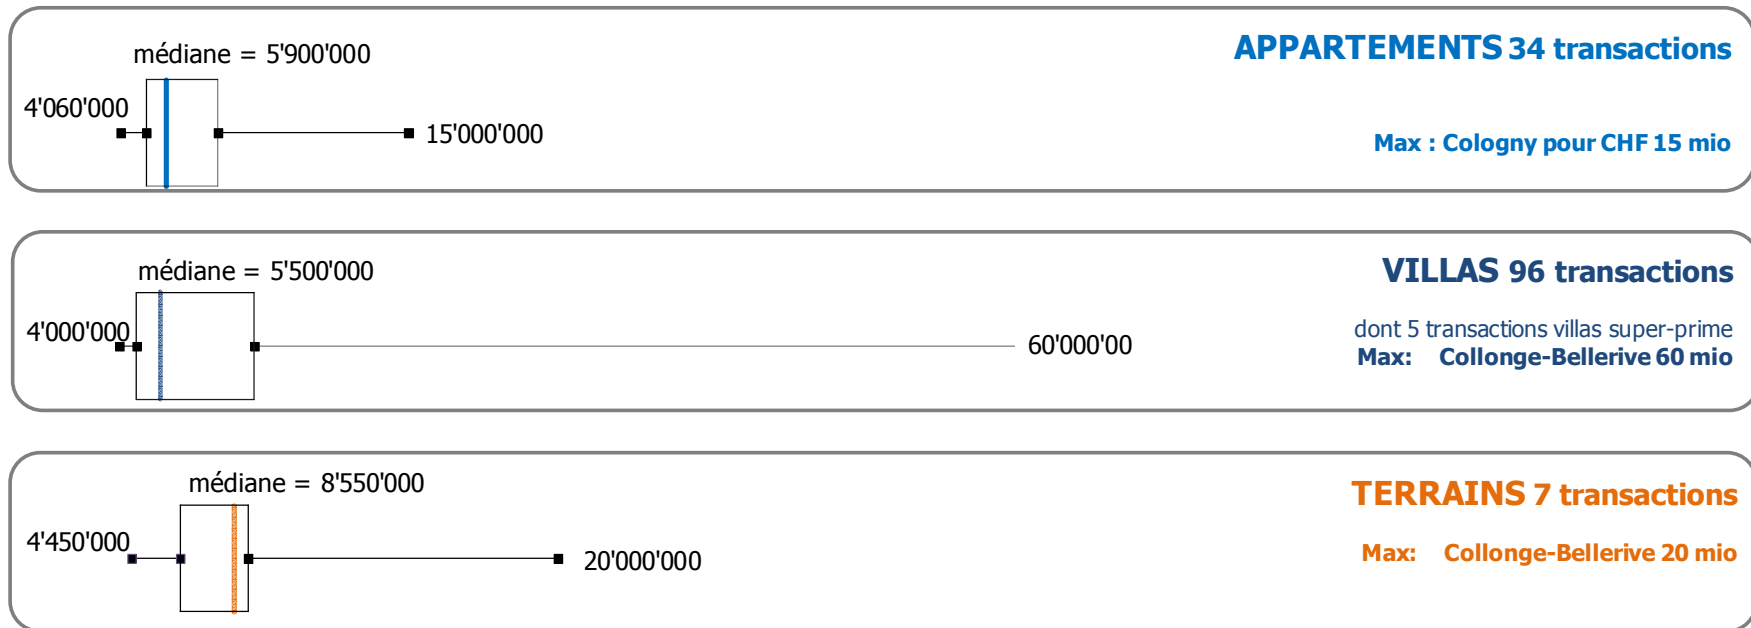 médiane = 5'900'000
APPARTEMENTS 34 transactions
4'060'000
15'000'000
Max : Cologny pour CHF 15 mio
médiane = 5'500'000
VILLAS 96 transactions
4'000'000
60'000'00
dont 5 transactions villas super-prime
Max: Collonge-Bellerive 60 mio
médiane = 8'550'000
TERRAINS 7 transactions
4'450'000
20'000'000
Max: Collonge-Bellerive 20 mio